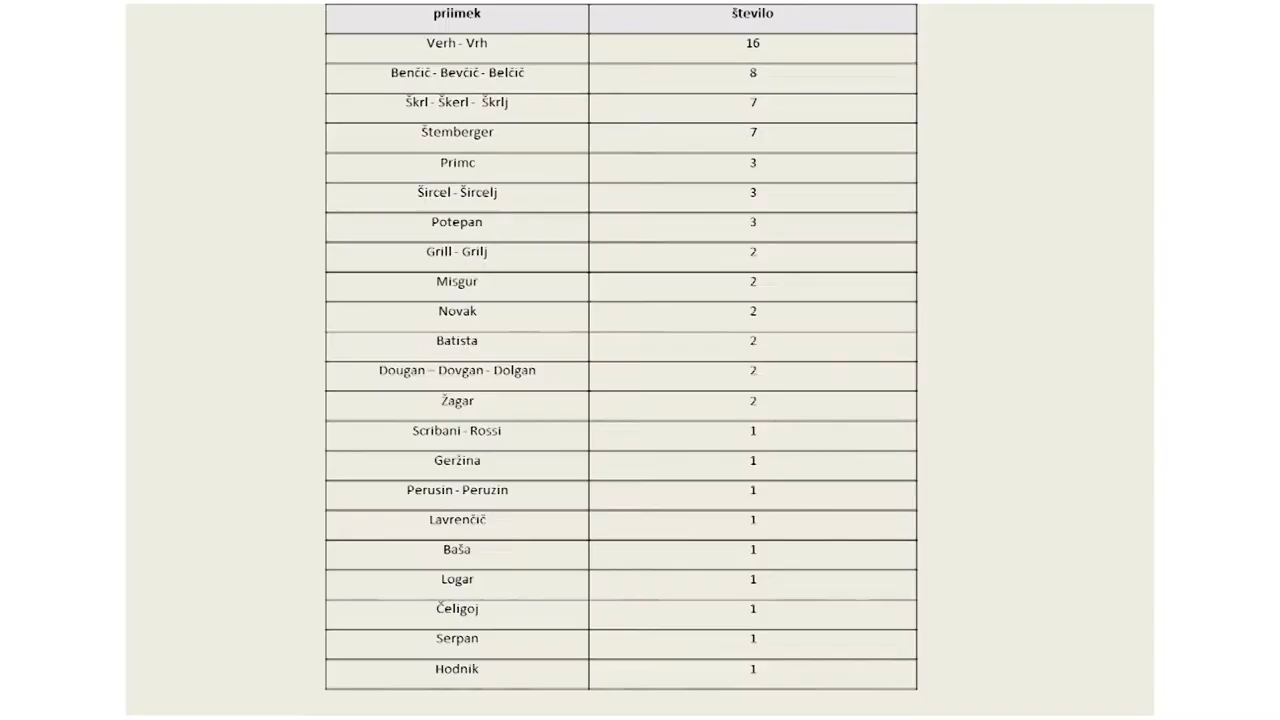 priimek število
Verh - Vrh 16
Benčič - Bevčič - Belčič 8
Škrl - Škerl - Škrlj 7
Štemberger 7
Primc 3
Šircel - Šircelj 3
Potepan 3
Grill - Grilj 2
Misgur 2
Novak 2
Batista 2
Dougan – Dovgan - Dolgan 2
Žagar 2
Scribani - Rossi 1
Geržina 1
Perusin - Peruzin 1
Lavrenčič 1
Baša 1
Logar 1
Čeligoj 1
Serpan 1
Hodnik 1